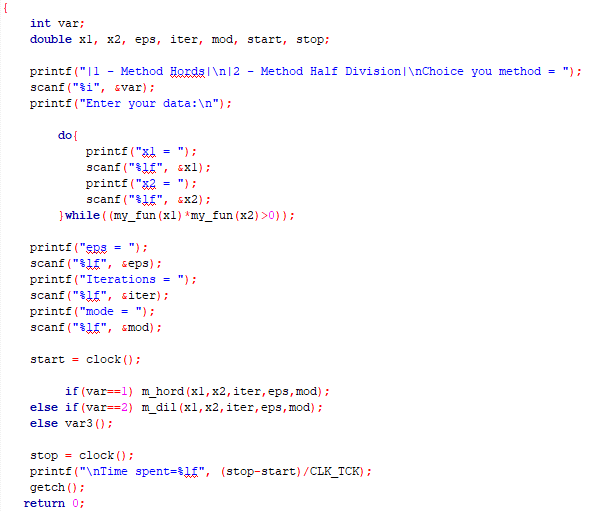 {
int var;
double x1, x2, eps, iter, mod, start, stop;
printf("|1 - Method Hords|\n|2 - Method Half Division|\nChoice you method = ");
scanf("%i", &var);
printf("Enter your data:\n");
do{
printf("x1 = ");
scanf("%lf", &x1);
printf("x2 = ");
scanf("%lf", &x2);
}while((my_fun(x1)*my_fun(x2)>0));
printf("eps = ");
scanf("%lf", &eps);
printf("Iterations = ");
scanf("%lf", &iter);
printf("mode = ");
scanf("%lf", &mod);
start = clock();
if(var==1) m_hord(x1,x2,iter,eps,mod);
else if(var==2) m_dil(x1,x2,iter,eps,mod);
else var3();
stop = clock();
printf("\nTime spent=%lf", (stop-start)/CLK_TCK);
getch();
return 0;